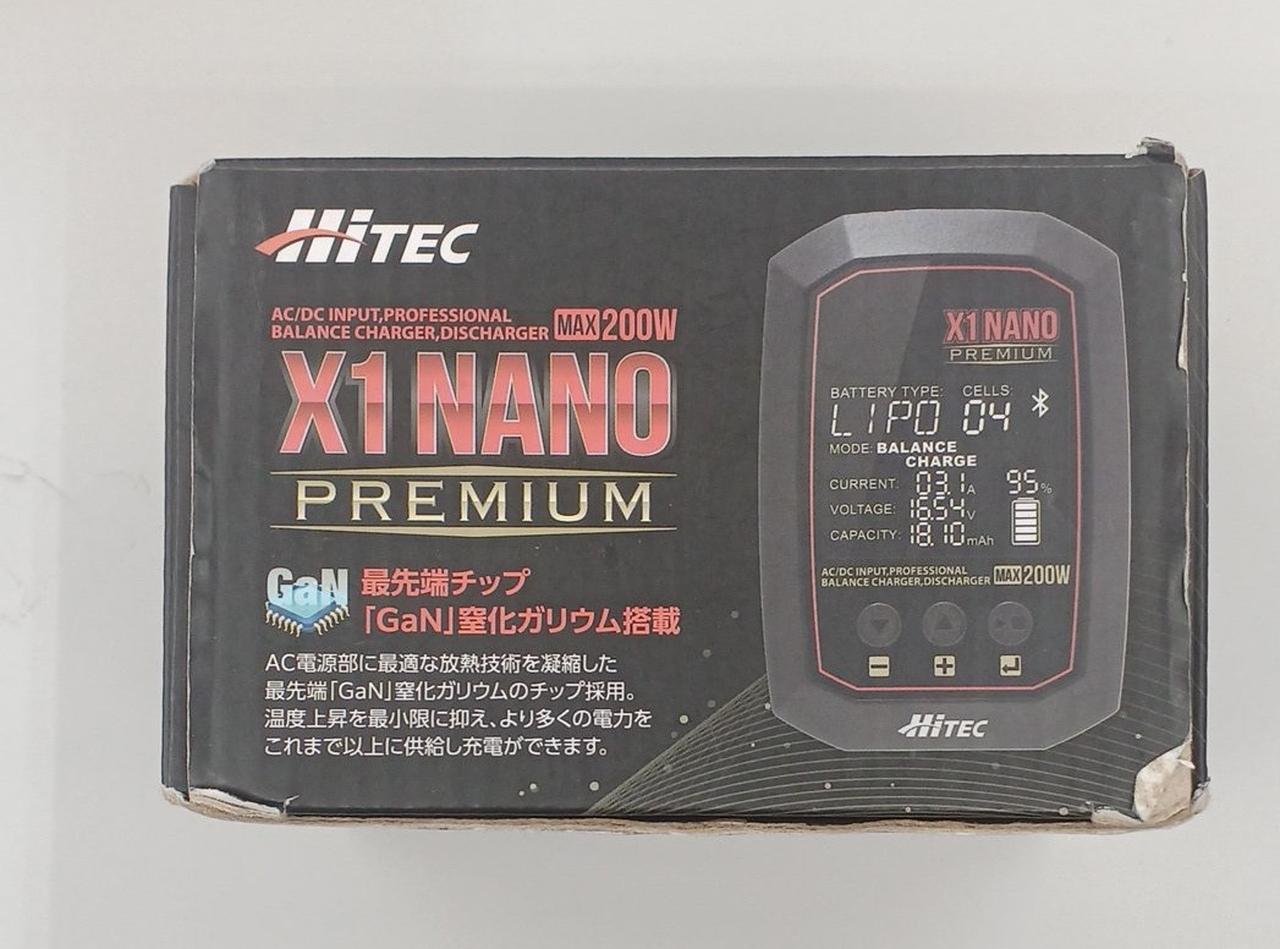 HiTEC
AC/DC INPUT,PROFESSIONAL
BALANCE CHARGER,DISCHARGER MAX 200W
X1 NANO
PREMIUM
GaN 最先端チップ
「GaN」窒化ガリウム搭載
AC電源部に最適な放熱技術を凝縮した
最先端「GaN」窒化ガリウムのチップ採用。
温度上昇を最小限に抑え、より多くの電力を
これまで以上に供給し充電ができます。
X1 NANO
PREMIUM
BATTERY TYPE: CELLS:
LIPO 04
MODE: BALANCE
CHARGE
CURRENT: 03.1A 95%
VOLTAGE: 16.54V
CAPACITY: 18.10mAh
AC/DC INPUT,PROFESSIONAL
BALANCE CHARGER,DISCHARGER MAX 200W
HiTEC